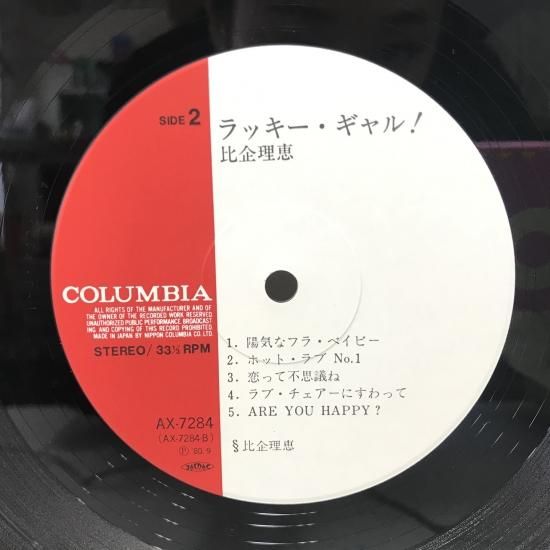 SIDE 2
ラッキー・ギャル!
比企理恵
COLUMBIA
ALL RIGHTS OF THE MANUFACTURER AND OF
THE OWNER OF THE RECORDED WORK RESERVED
UNAUTHORIZED PUBLIC PERFORMANCE, BROADCAST
ING AND COPYING OF THIS RECORD PROHIBITED
MADE IN JAPAN BY NIPPON COLUMBIA CO. LTD
STEREO/33⅓ RPM
1. 陽気なフラ・ベイビー
2. ホット・ラブ No.1
3. 恋って不思議ね
4. ラブ・チェアーにすわって
5. ARE YOU HAPPY?
§比企理恵
AX-7284
(AX-7284 B)
Ⓟ '80. 9